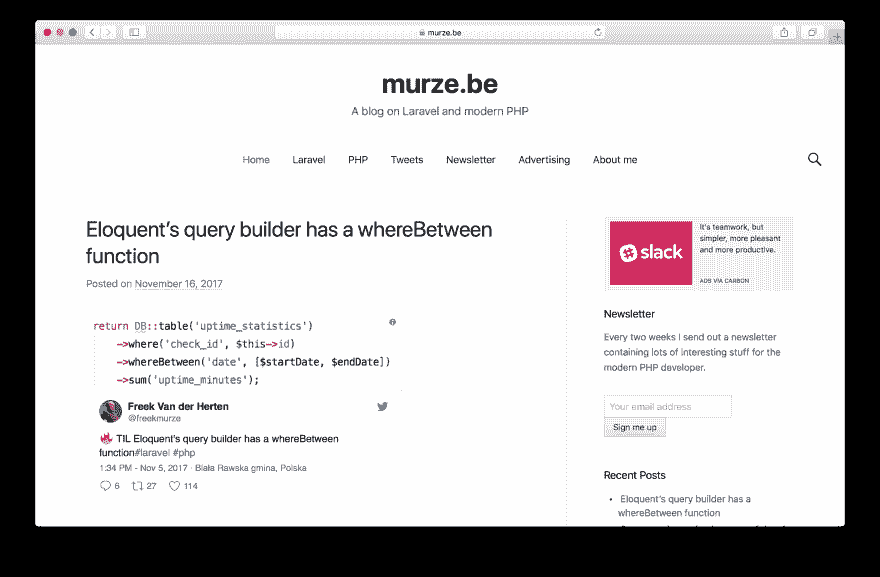 murze.be
murze.be
A blog on Laravel and modern PHP
Home Laravel PHP Tweets Newsletter Advertising About me
Eloquent’s query builder has a whereBetween
function
Posted on November 16, 2017
return DB::table('uptime_statistics')
->where('check_id', $this->id)
->whereBetween('date', [$startDate, $endDate])
->sum('uptime_minutes');
Freek Van der Herten
@freekmurze
TIL Eloquent's query builder has a whereBetween
function#laravel #php
1:34 PM - Nov 5, 2017 · Biała Rawska gmina, Polska
6 27 114
slack
It's teamwork, but
simpler, more pleasant
and more productive.
ADS VIA CARBON
Newsletter
Every two weeks I send out a newsletter
containing lots of interesting stuff for the
modern PHP developer.
Your email address
Sign me up
Recent Posts
• Eloquent’s query builder has a
whereBetween function